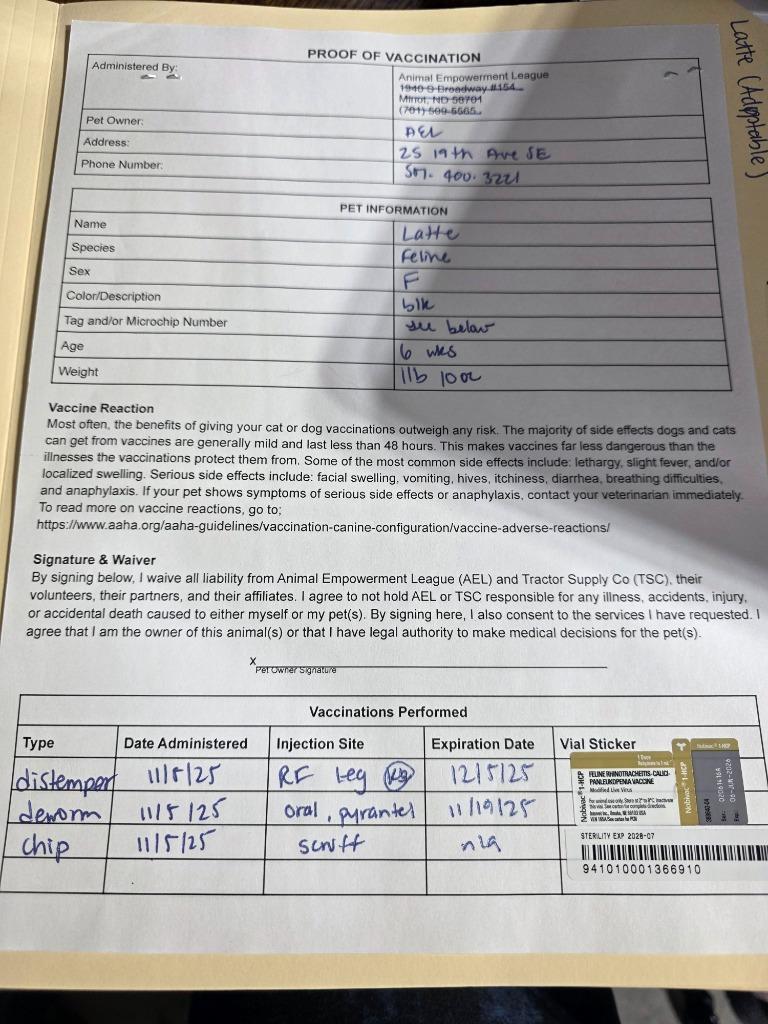 Latte (Adoptable)
PROOF OF VACCINATION
Administered By:
Animal Empowerment League
1940 S Broadway #154
Minot, ND 58701
(701) 509-5565
Pet Owner: AEL
Address: 25 19th Ave SE
Phone Number: 507. 400. 3221
PET INFORMATION
Name Latte
Species Feline
Sex F
Color/Description blk
Tag and/or Microchip Number see below
Age 6 wks
Weight 1lb 10oz
Vaccine Reaction
Most often, the benefits of giving your cat or dog vaccinations outweigh any risk. The majority of side effects dogs and cats
can get from vaccines are generally mild and last less than 48 hours. This makes vaccines far less dangerous than the
illnesses the vaccinations protect them from. Some of the most common side effects include: lethargy, slight fever, and/or
localized swelling. Serious side effects include: facial swelling, vomiting, hives, itchiness, diarrhea, breathing difficulties,
and anaphylaxis. If your pet shows symptoms of serious side effects or anaphylaxis, contact your veterinarian immediately.
To read more on vaccine reactions, go to;
https://www.aaha.org/aaha-guidelines/vaccination-canine-configuration/vaccine-adverse-reactions/
Signature & Waiver
By signing below, I waive all liability from Animal Empowerment League (AEL) and Tractor Supply Co (TSC), their
volunteers, their partners, and their affiliates. I agree to not hold AEL or TSC responsible for any illness, accidents, injury,
or accidental death caused to either myself or my pet(s). By signing here, I also consent to the services I have requested. I
agree that I am the owner of this animal(s) or that I have legal authority to make medical decisions for the pet(s).
X
Pet Owner Signature
Vaccinations Performed
Type Date Administered Injection Site Expiration Date Vial Sticker
distemper 11/5/25 RF Leg 12/5/25
deworm 11/5/25 oral, pyrantel 11/19/25
chip 11/5/25 scruff n/a
1 Dose
Nobivac® 1-HCP
FELINE RHINOTRACHEITIS-CALICI-
PANLEUKOPENIA VACCINE
Modified Live Virus
Nobivac® 1-HCP
Nobivac® 1-HCP
06-JUN-2026
STERILITY EXP 2028-07
941010001366910